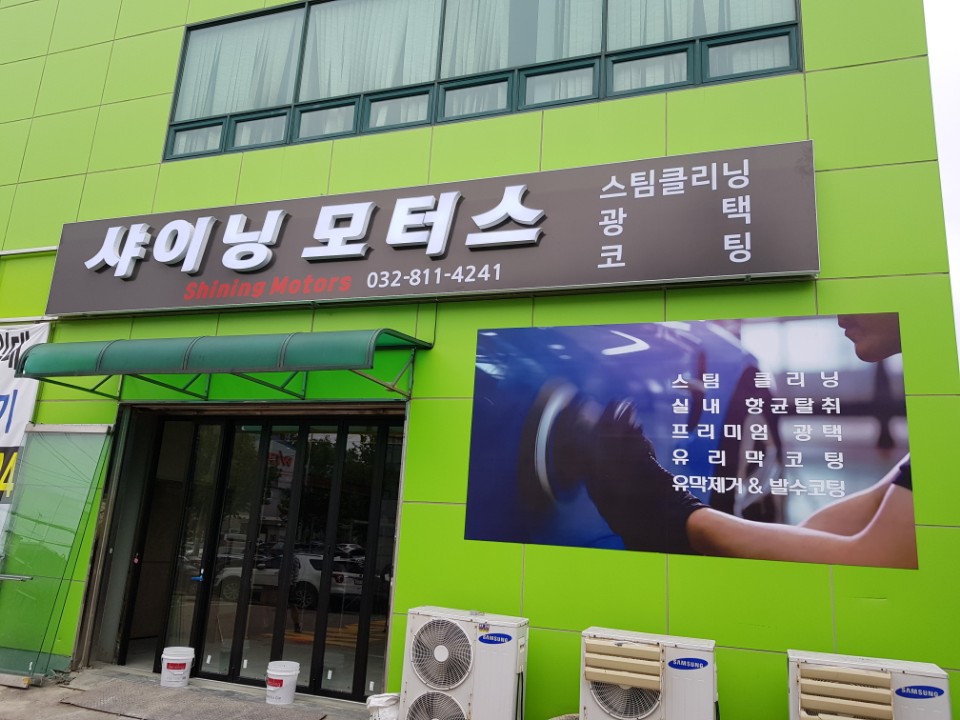 샤이닝 모터스
Shining Motors 032-811-4241
스팀클리닝
광택
코팅
스팀 클리닝
실내 항균탈취
프리미엄 광택
유리막코팅
유막제거 & 발수코팅
SAMSUNG
SAMSUNG
SAMSUNG